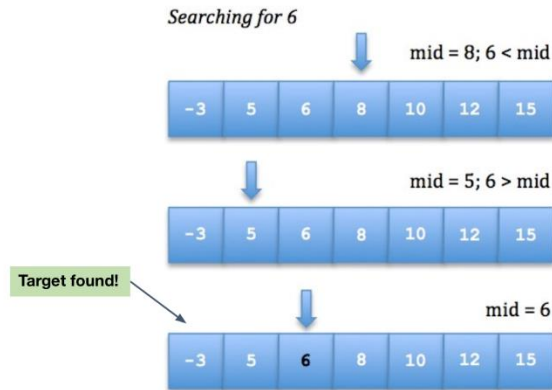 Searching for 6
mid = 8; 6 < mid
-3 5 6 8 10 12 15
mid = 5; 6 > mid
-3 5 6 8 10 12 15
Target found!
mid = 6
-3 5 6 8 10 12 15